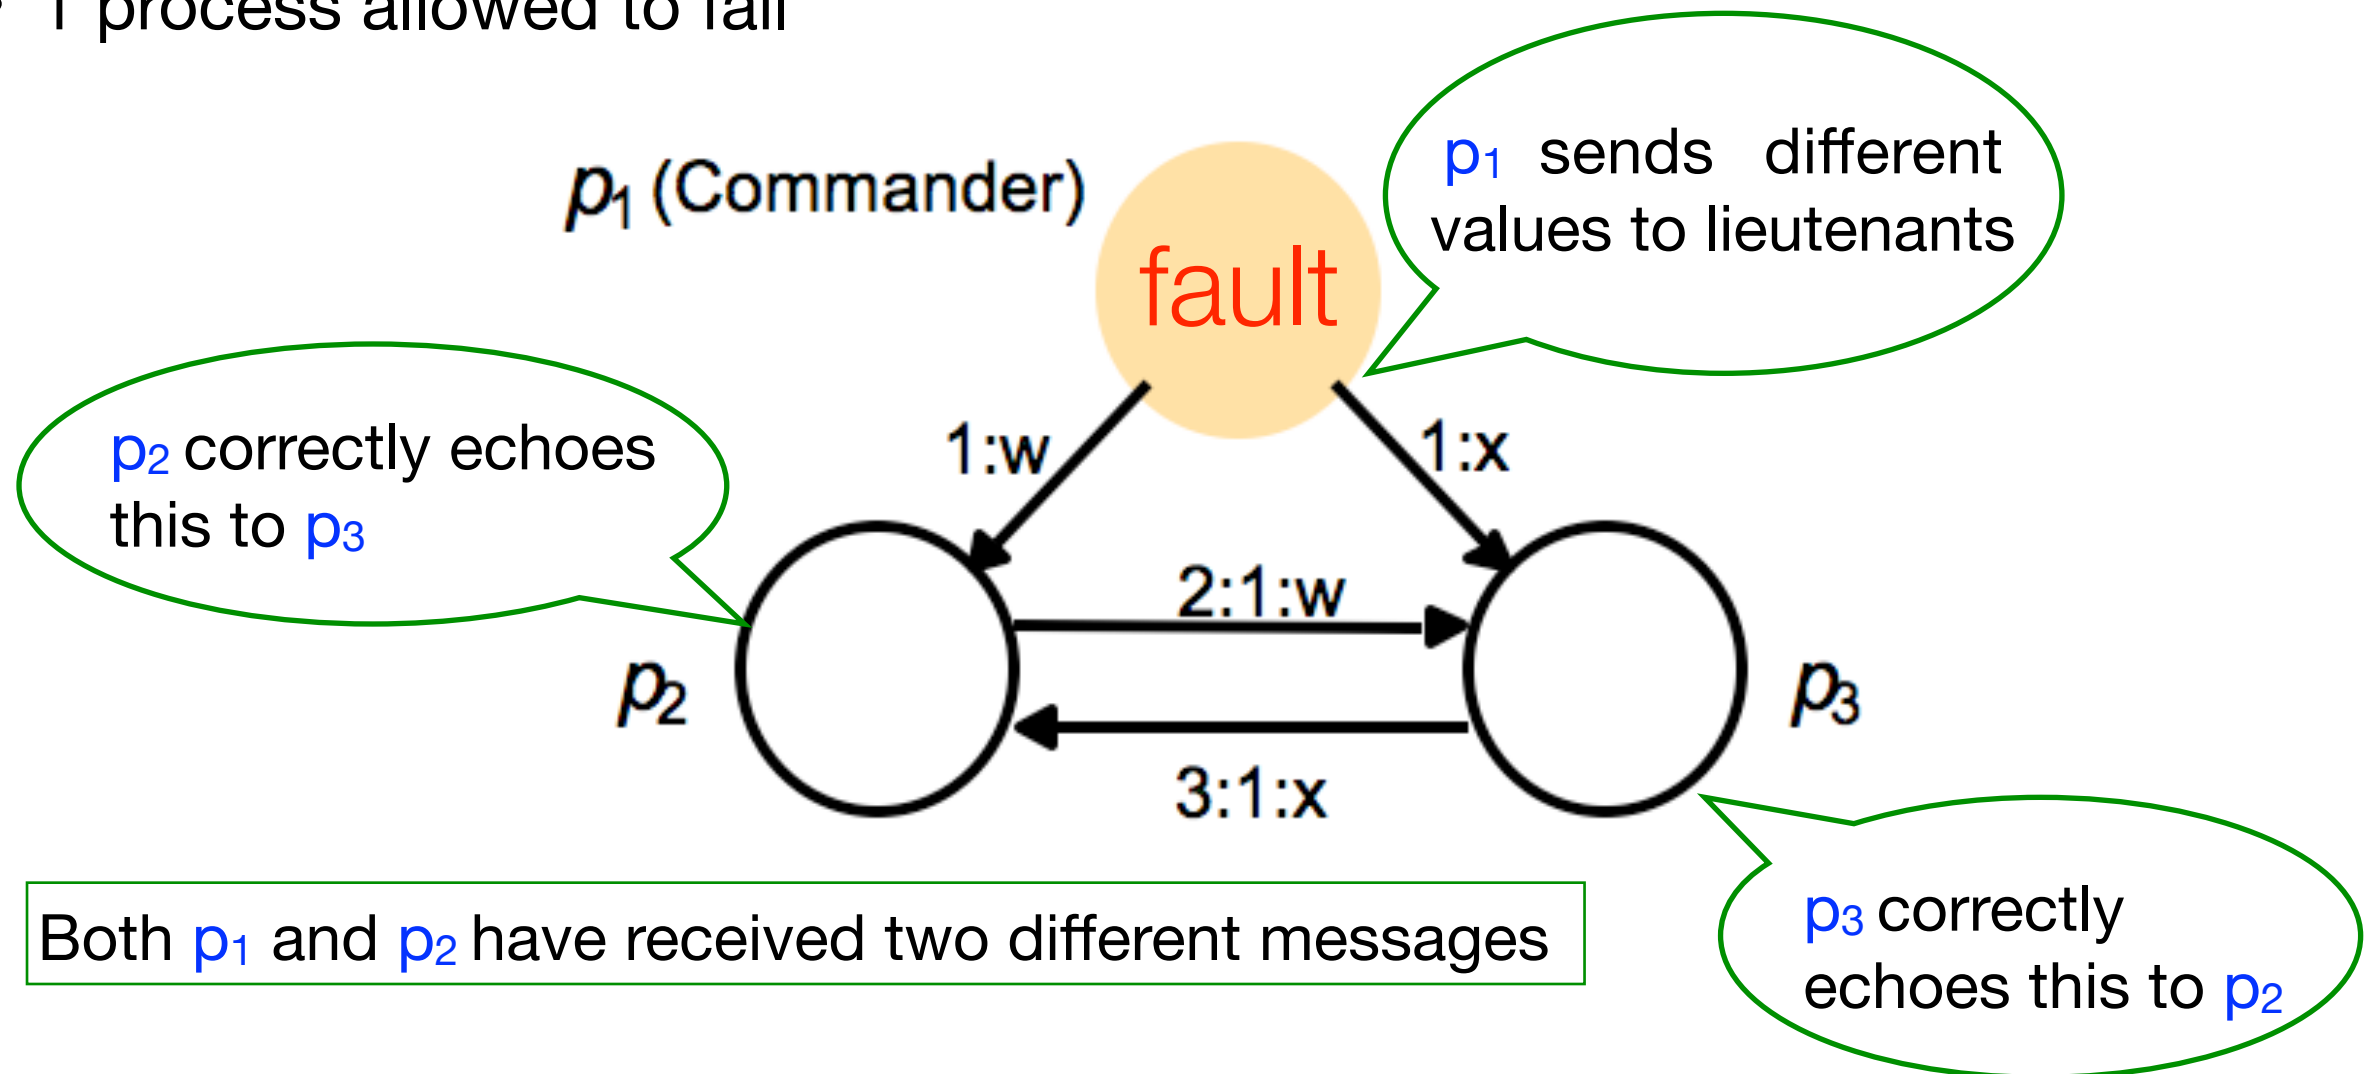 • 1 process allowed to fail
p1 (Commander)
fault
p1 sends different
values to lieutenants
p2 correctly echoes
this to p3
1:w
1:x
2:1:w
p2
p3
3:1:x
Both p1 and p2 have received two different messages
p3 correctly
echoes this to p2